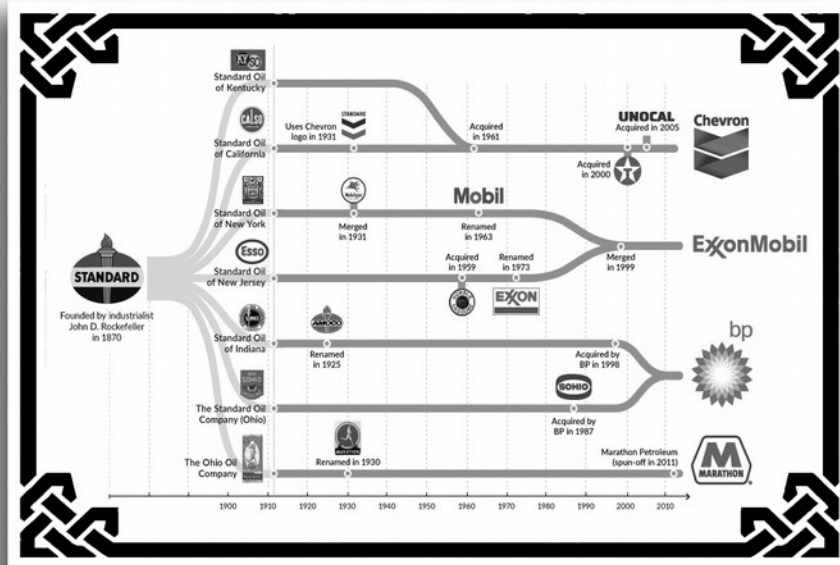 KYSO
Standard Oil
of Kentucky
CALSO
Standard Oil
of California
Uses Chevron
logo in 1931
STANDARD
Acquired
in 1961
UNOCAL
Acquired in 2005
Acquired
in 2000
T
Chevron
Standard Oil
of New York
Merged
in 1931
Mobil
Renamed
in 1963
Esso
Standard Oil
of New Jersey
Acquired
in 1959
Renamed
in 1973
EXXON
Merged
in 1999
ExxonMobil
STANDARD
Founded by industrialist
John D. Rockefeller
in 1870
Standard Oil
of Indiana
AMOCO
Renamed
in 1925
Acquired by
BP in 1998
bp
SOHIO
The Standard Oil
Company (Ohio)
SOHIO
Acquired by
BP in 1987
The Ohio Oil
Company
MARATHON
Renamed in 1930
Marathon Petroleum
(spun-off in 2011)
M
MARATHON
1900 1910 1920 1930 1940 1950 1960 1970 1980 1990 2000 2010